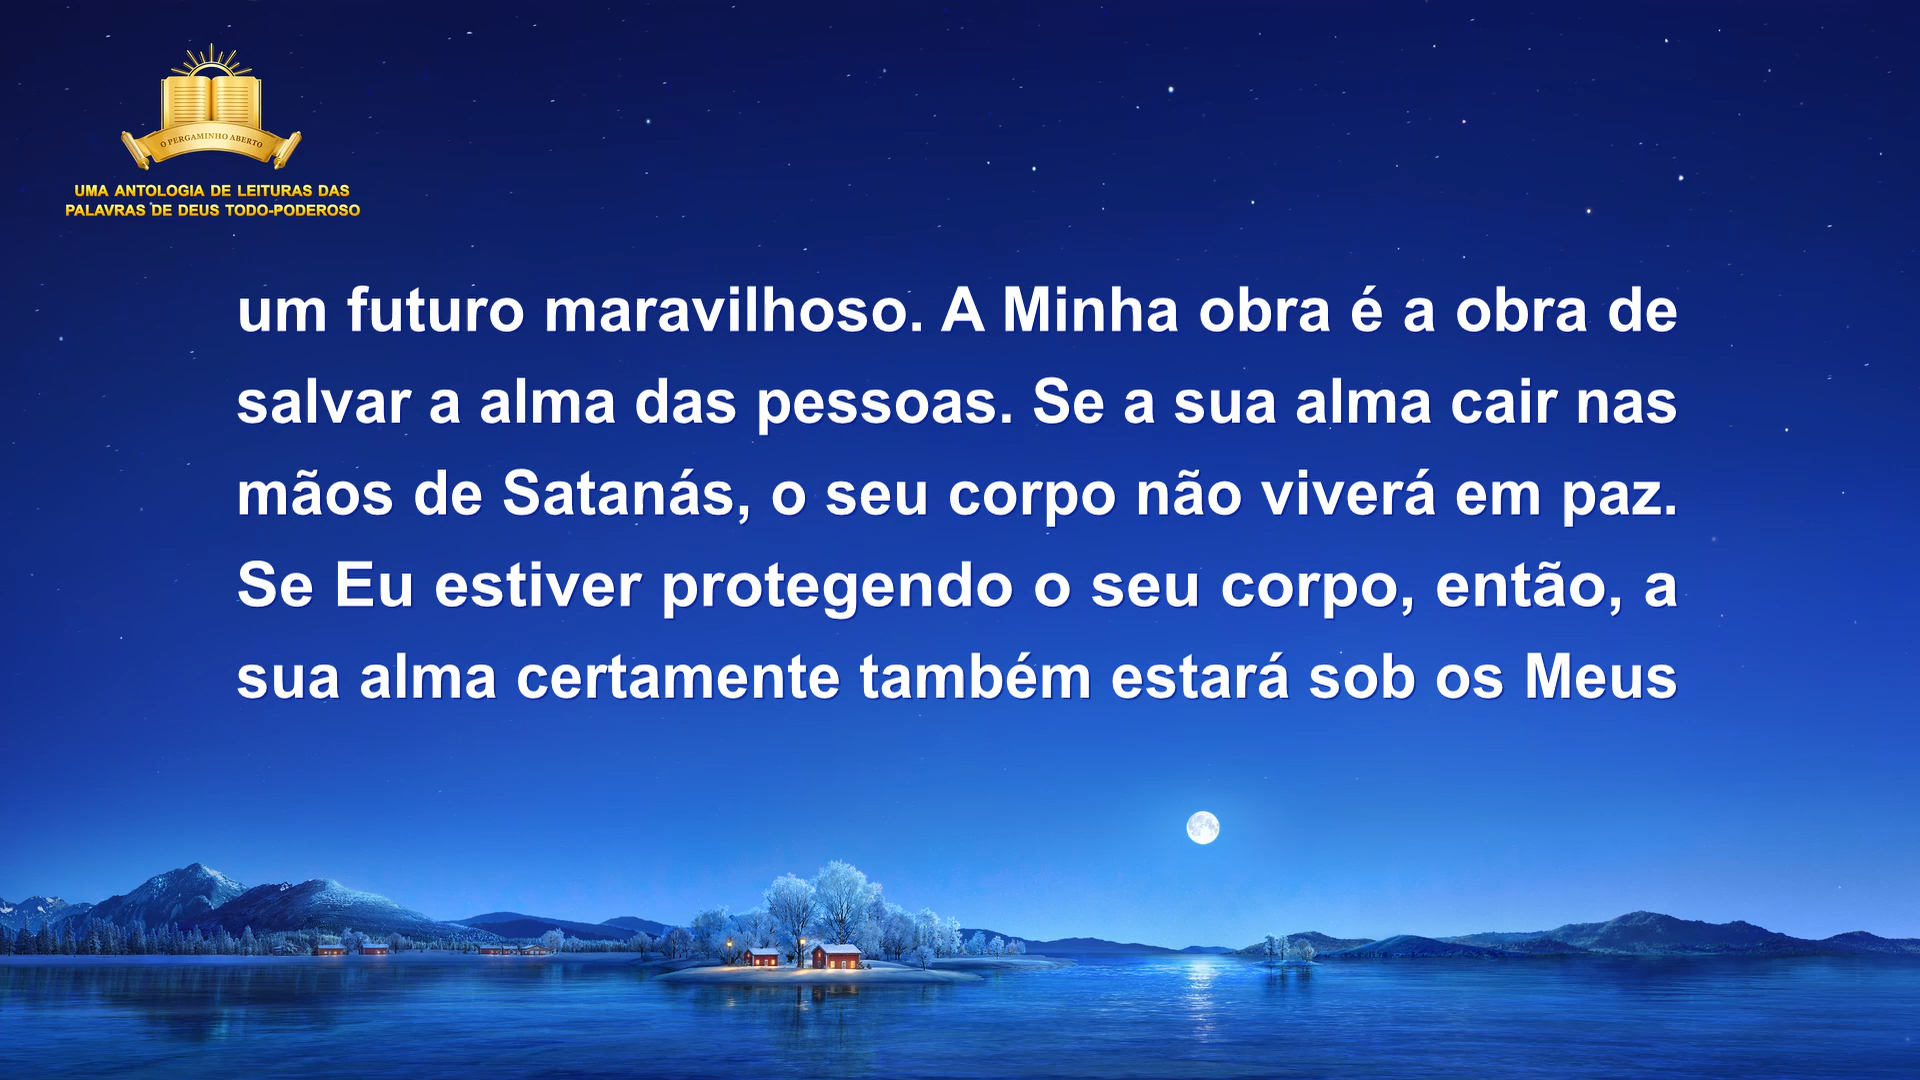 O PERGAMINHO ABERTO
UMA ANTOLOGIA DE LEITURAS DAS
PALAVRAS DE DEUS TODO-PODEROSO
um futuro maravilhoso. A Minha obra é a obra de
salvar a alma das pessoas. Se a sua alma cair nas
mãos de Satanás, o seu corpo não viverá em paz.
Se Eu estiver protegendo o seu corpo, então, a
sua alma certamente também estará sob os Meus